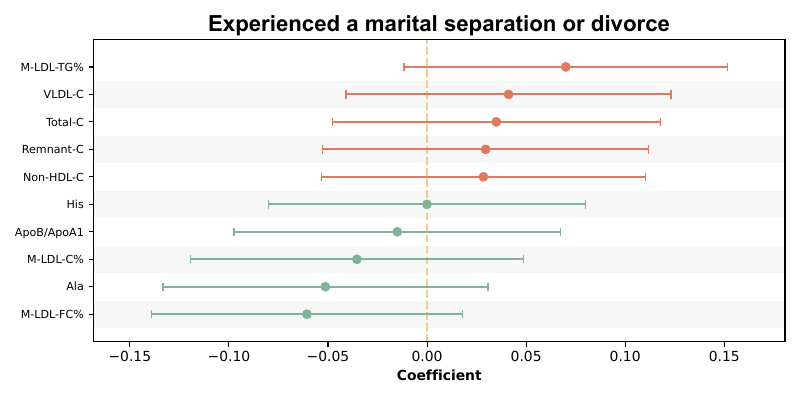 Experienced a marital separation or divorce
M-LDL-TG%
VLDL-C
Total-C
Remnant-C
Non-HDL-C
His
ApoB/ApoA1
M-LDL-C%
Ala
M-LDL-FC%
−0.15 −0.10 −0.05 0.00 0.05 0.10 0.15
Coefficient